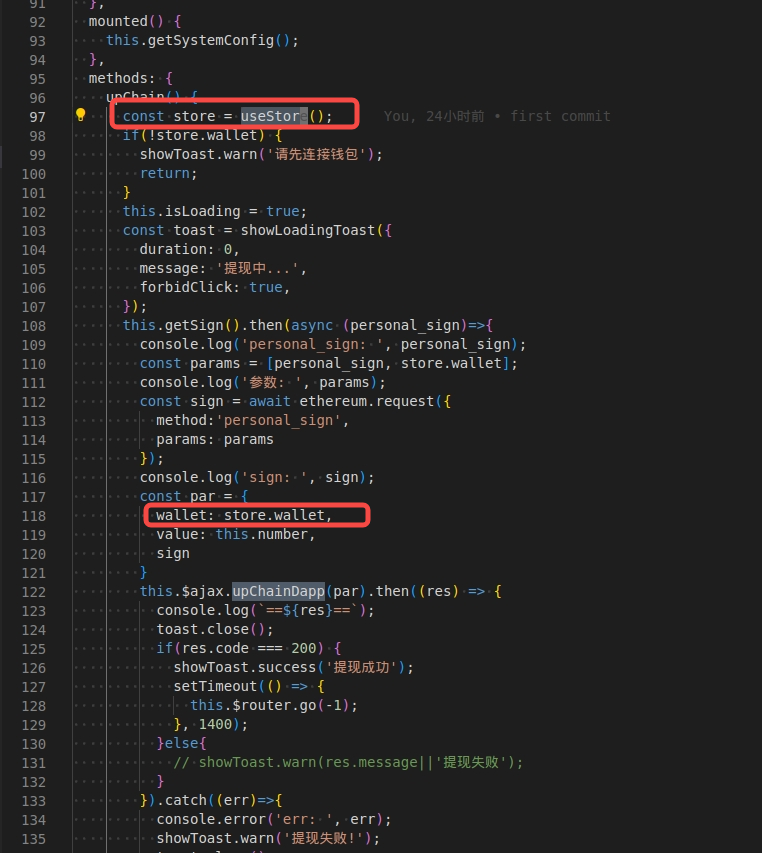 91 },
92 mounted() {
93 this.getSystemConfig();
94 },
95 methods: {
96 upChain() {
97 const store = useStore(); You, 24小时前 • first commit
98 if(!store.wallet) {
99 showToast.warn('请先连接钱包');
100 return;
101 }
102 this.isLoading = true;
103 const toast = showLoadingToast({
104 duration: 0,
105 message: '提现中...',
106 forbidClick: true,
107 });
108 this.getSign().then(async (personal_sign)=>{
109 console.log('personal_sign: ', personal_sign);
110 const params = [personal_sign, store.wallet];
111 console.log('参数: ', params);
112 const sign = await ethereum.request({
113 method:'personal_sign',
114 params: params
115 });
116 console.log('sign: ', sign);
117 const par = {
118 wallet: store.wallet,
119 value: this.number,
120 sign
121 }
122 this.$ajax.upChainDapp(par).then((res) => {
123 console.log(`==${res}==`);
124 toast.close();
125 if(res.code === 200) {
126 showToast.success('提现成功');
127 setTimeout(() => {
128 this.$router.go(-1);
129 }, 1400);
130 }else{
131 // showToast.warn(res.message||'提现失败');
132 }
133 }).catch((err)=>{
134 console.error('err: ', err);
135 showToast.warn('提现失败!');